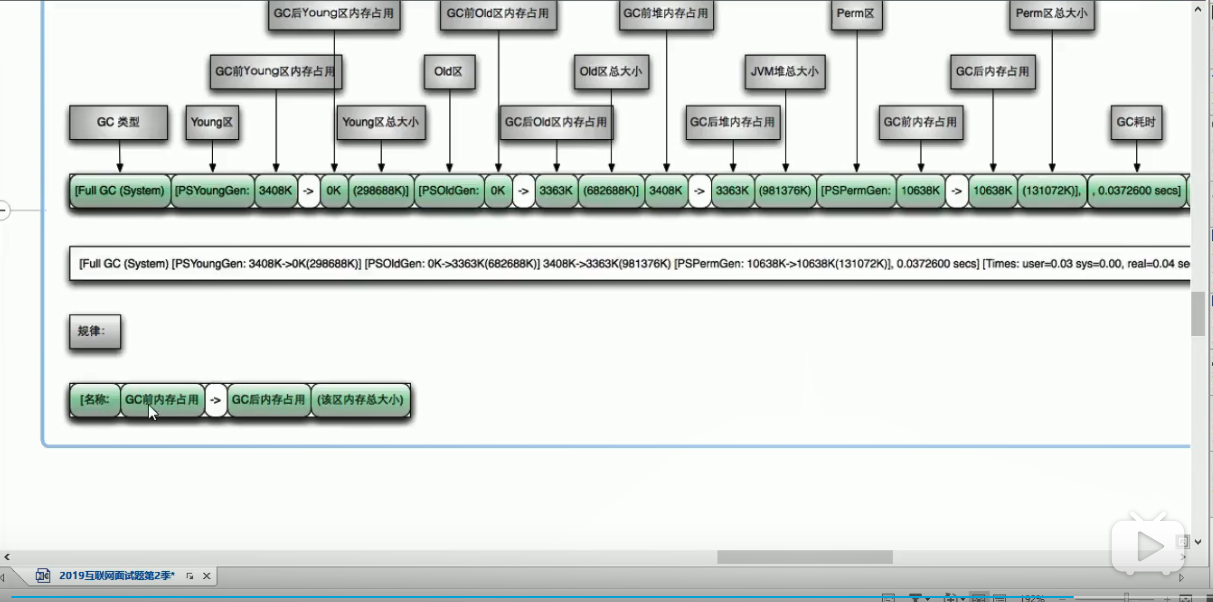 GC后Young区内存占用 GC前Old区内存占用 GC前堆内存占用 Perm区 Perm区总大小
GC前Young区内存占用 Old区 Old区总大小 JVM堆总大小 GC后内存占用
GC 类型 Young区 Young区总大小 GC后Old区内存占用 GC后堆内存占用 GC前内存占用 GC耗时
[Full GC (System) [PSYoungGen: 3408K -> 0K (298688K)] [PSOldGen: 0K -> 3363K (682688K)] 3408K -> 3363K (981376K) [PSPermGen: 10638K -> 10638K (131072K)], , 0.0372600 secs]
[Full GC (System) [PSYoungGen: 3408K->0K(298688K)] [PSOldGen: 0K->3363K(682688K)] 3408K->3363K(981376K) [PSPermGen: 10638K->10638K(131072K)], 0.0372600 secs] [Times: user=0.03 sys=0.00, real=0.04 se
规律:
[名称: GC前内存占用 -> GC后内存占用 (该区内存总大小)
2019互联网面试题第2季*
192%